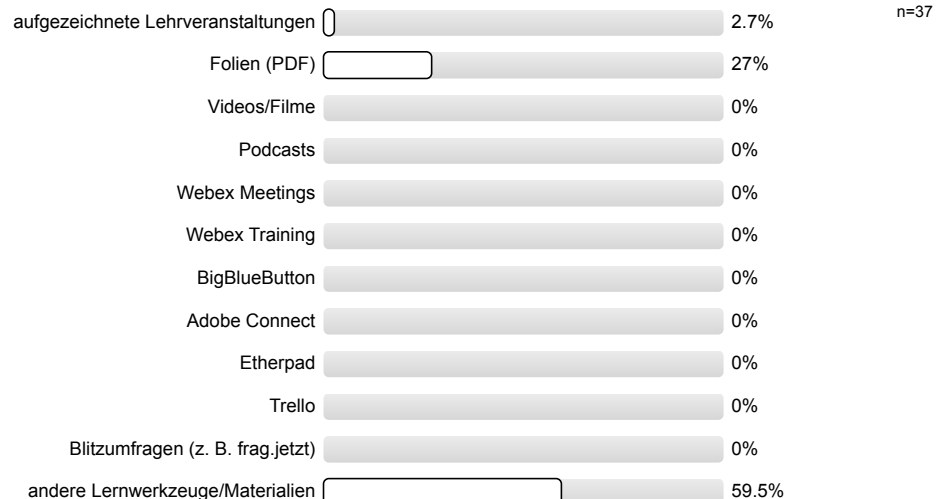 aufgezeichnete Lehrveranstaltungen 2.7% n=37
Folien (PDF) 27%
Videos/Filme 0%
Podcasts 0%
Webex Meetings 0%
Webex Training 0%
BigBlueButton 0%
Adobe Connect 0%
Etherpad 0%
Trello 0%
Blitzumfragen (z. B. frag.jetzt) 0%
andere Lernwerkzeuge/Materialien 59.5%